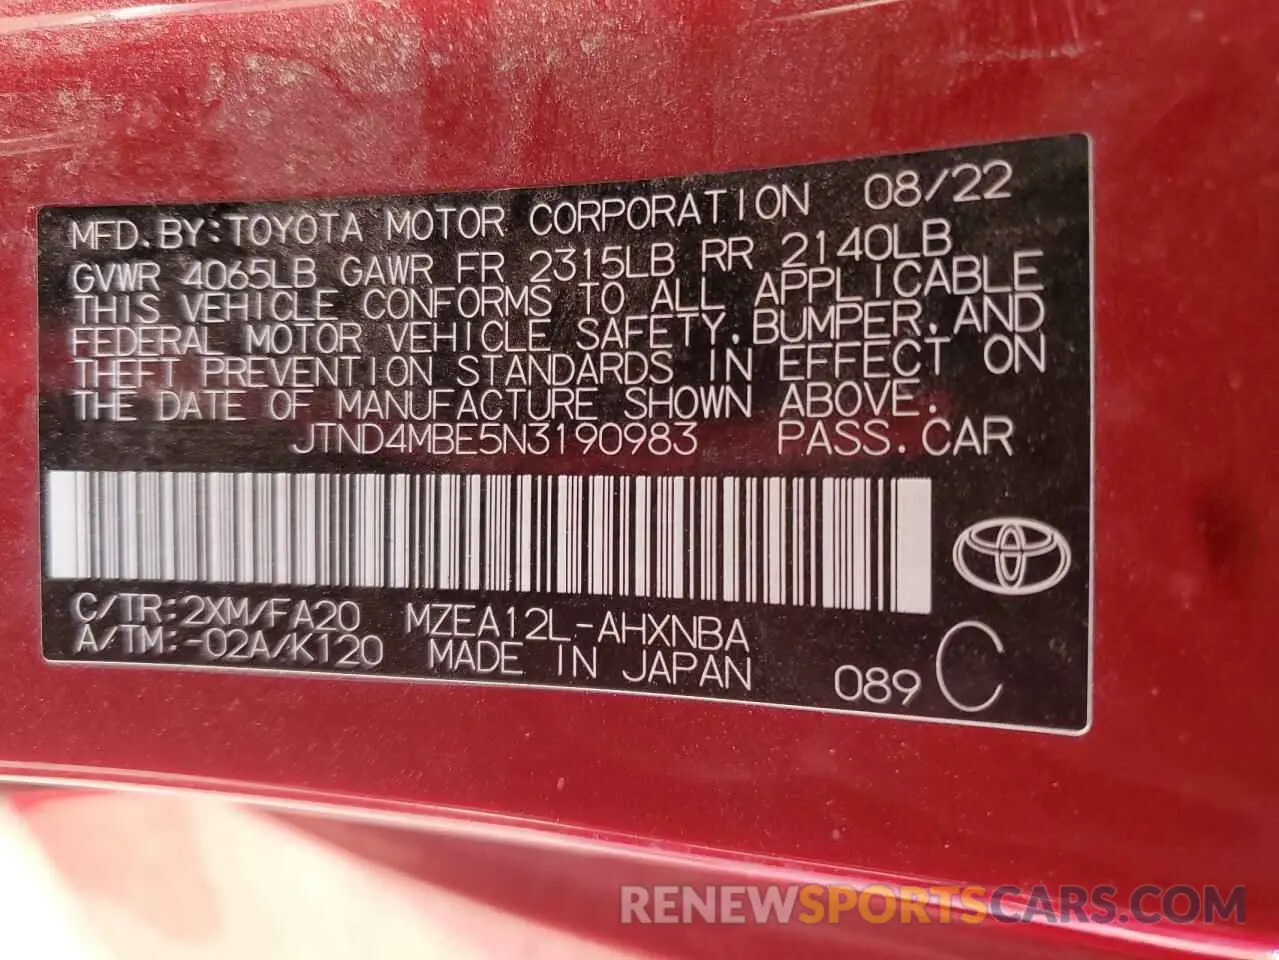 MFD.BY:TOYOTA MOTOR CORPORATION 08/22
GVWR 4065LB GAWR FR 2315LB RR 2140LB
THIS VEHICLE CONFORMS TO ALL APPLICABLE
FEDERAL MOTOR VEHICLE SAFETY,BUMPER,AND
THEFT PREVENTION STANDARDS IN EFFECT ON
THE DATE OF MANUFACTURE SHOWN ABOVE.
JTND4MBE5N3190983 PASS.CAR
C/TR:2XM/FA20 MZEA12L-AHXNBA
A/TM:-02A/K120 MADE IN JAPAN
089 C
RENEWSPORTSCARS.COM